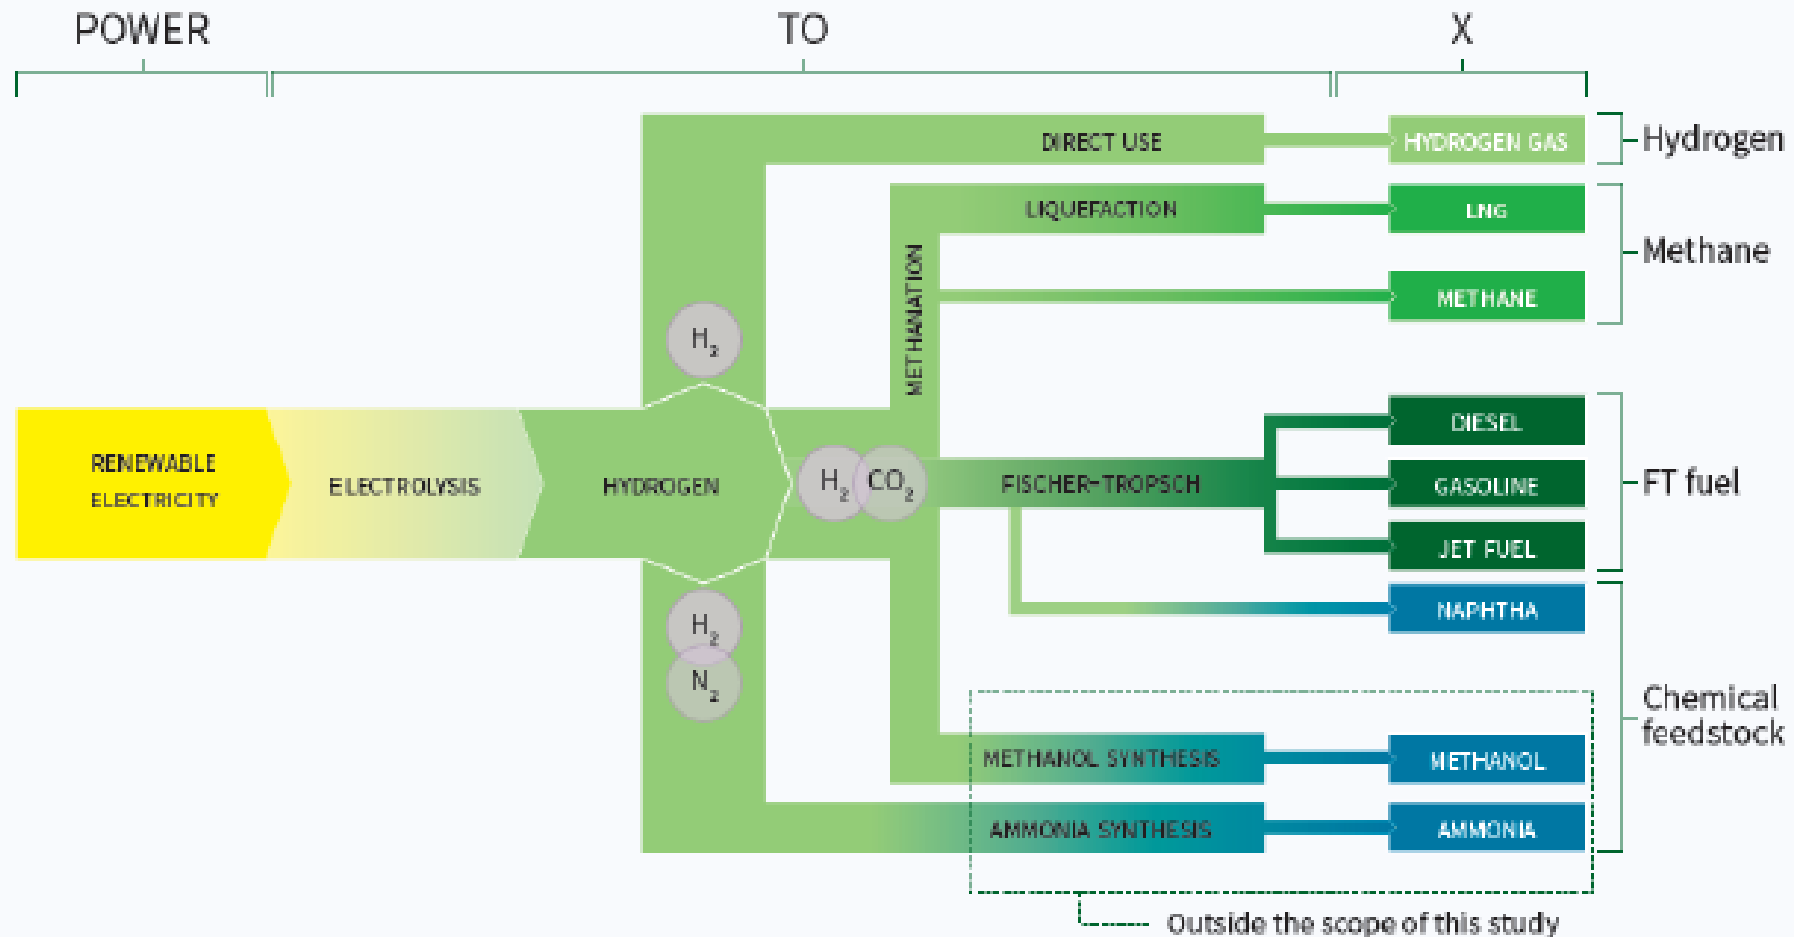 POWER
TO
X
DIRECT USE
HYDROGEN GAS
Hydrogen
LIQUEFACTION
LNG
METHANATION
METHANE
Methane
H₂
RENEWABLE
ELECTRICITY
ELECTROLYSIS
HYDROGEN
H₂
CO₂
FISCHER-TROPSCH
DIESEL
GASOLINE
JET FUEL
FT fuel
NAPHTHA
H₂
N₂
METHANOL SYNTHESIS
METHANOL
AMMONIA SYNTHESIS
AMMONIA
Chemical
feedstock
Outside the scope of this study